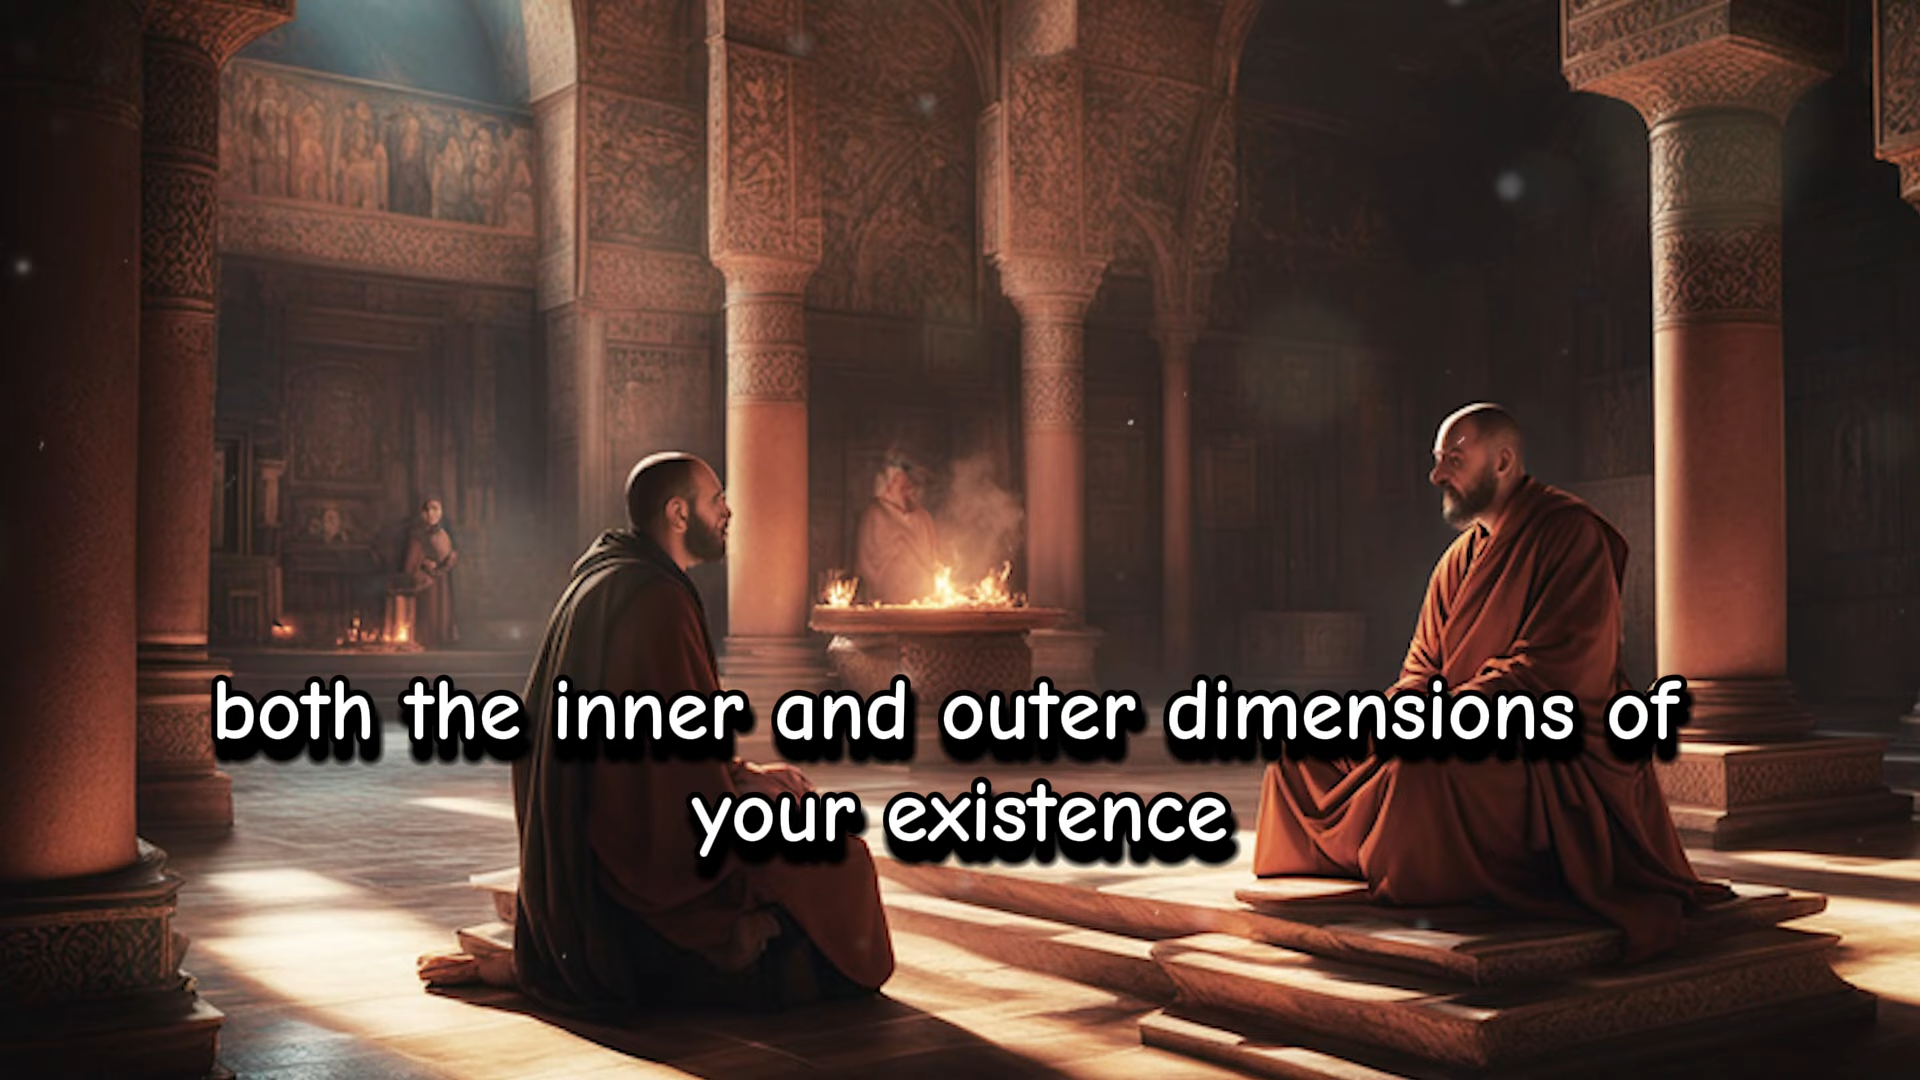 both the inner and outer dimensions of
your existence